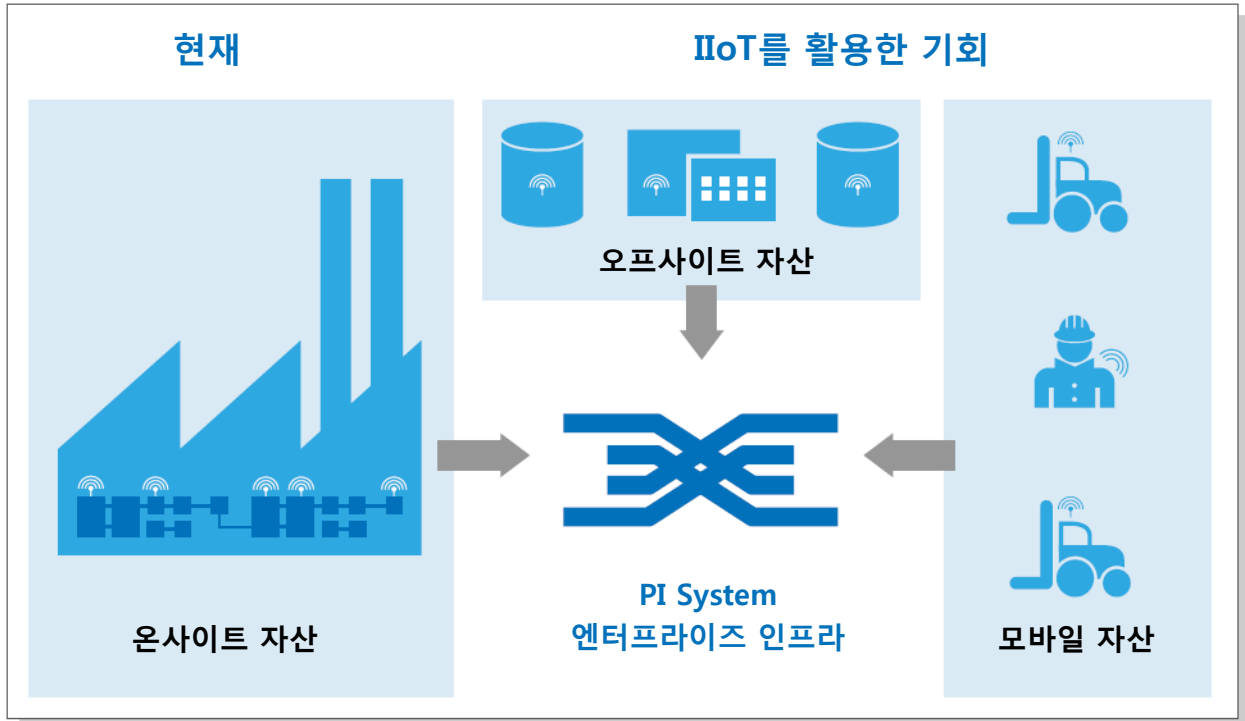 현재
IIoT를 활용한 기회
오프사이트 자산
PI System
엔터프라이즈 인프라
온사이트 자산
모바일 자산